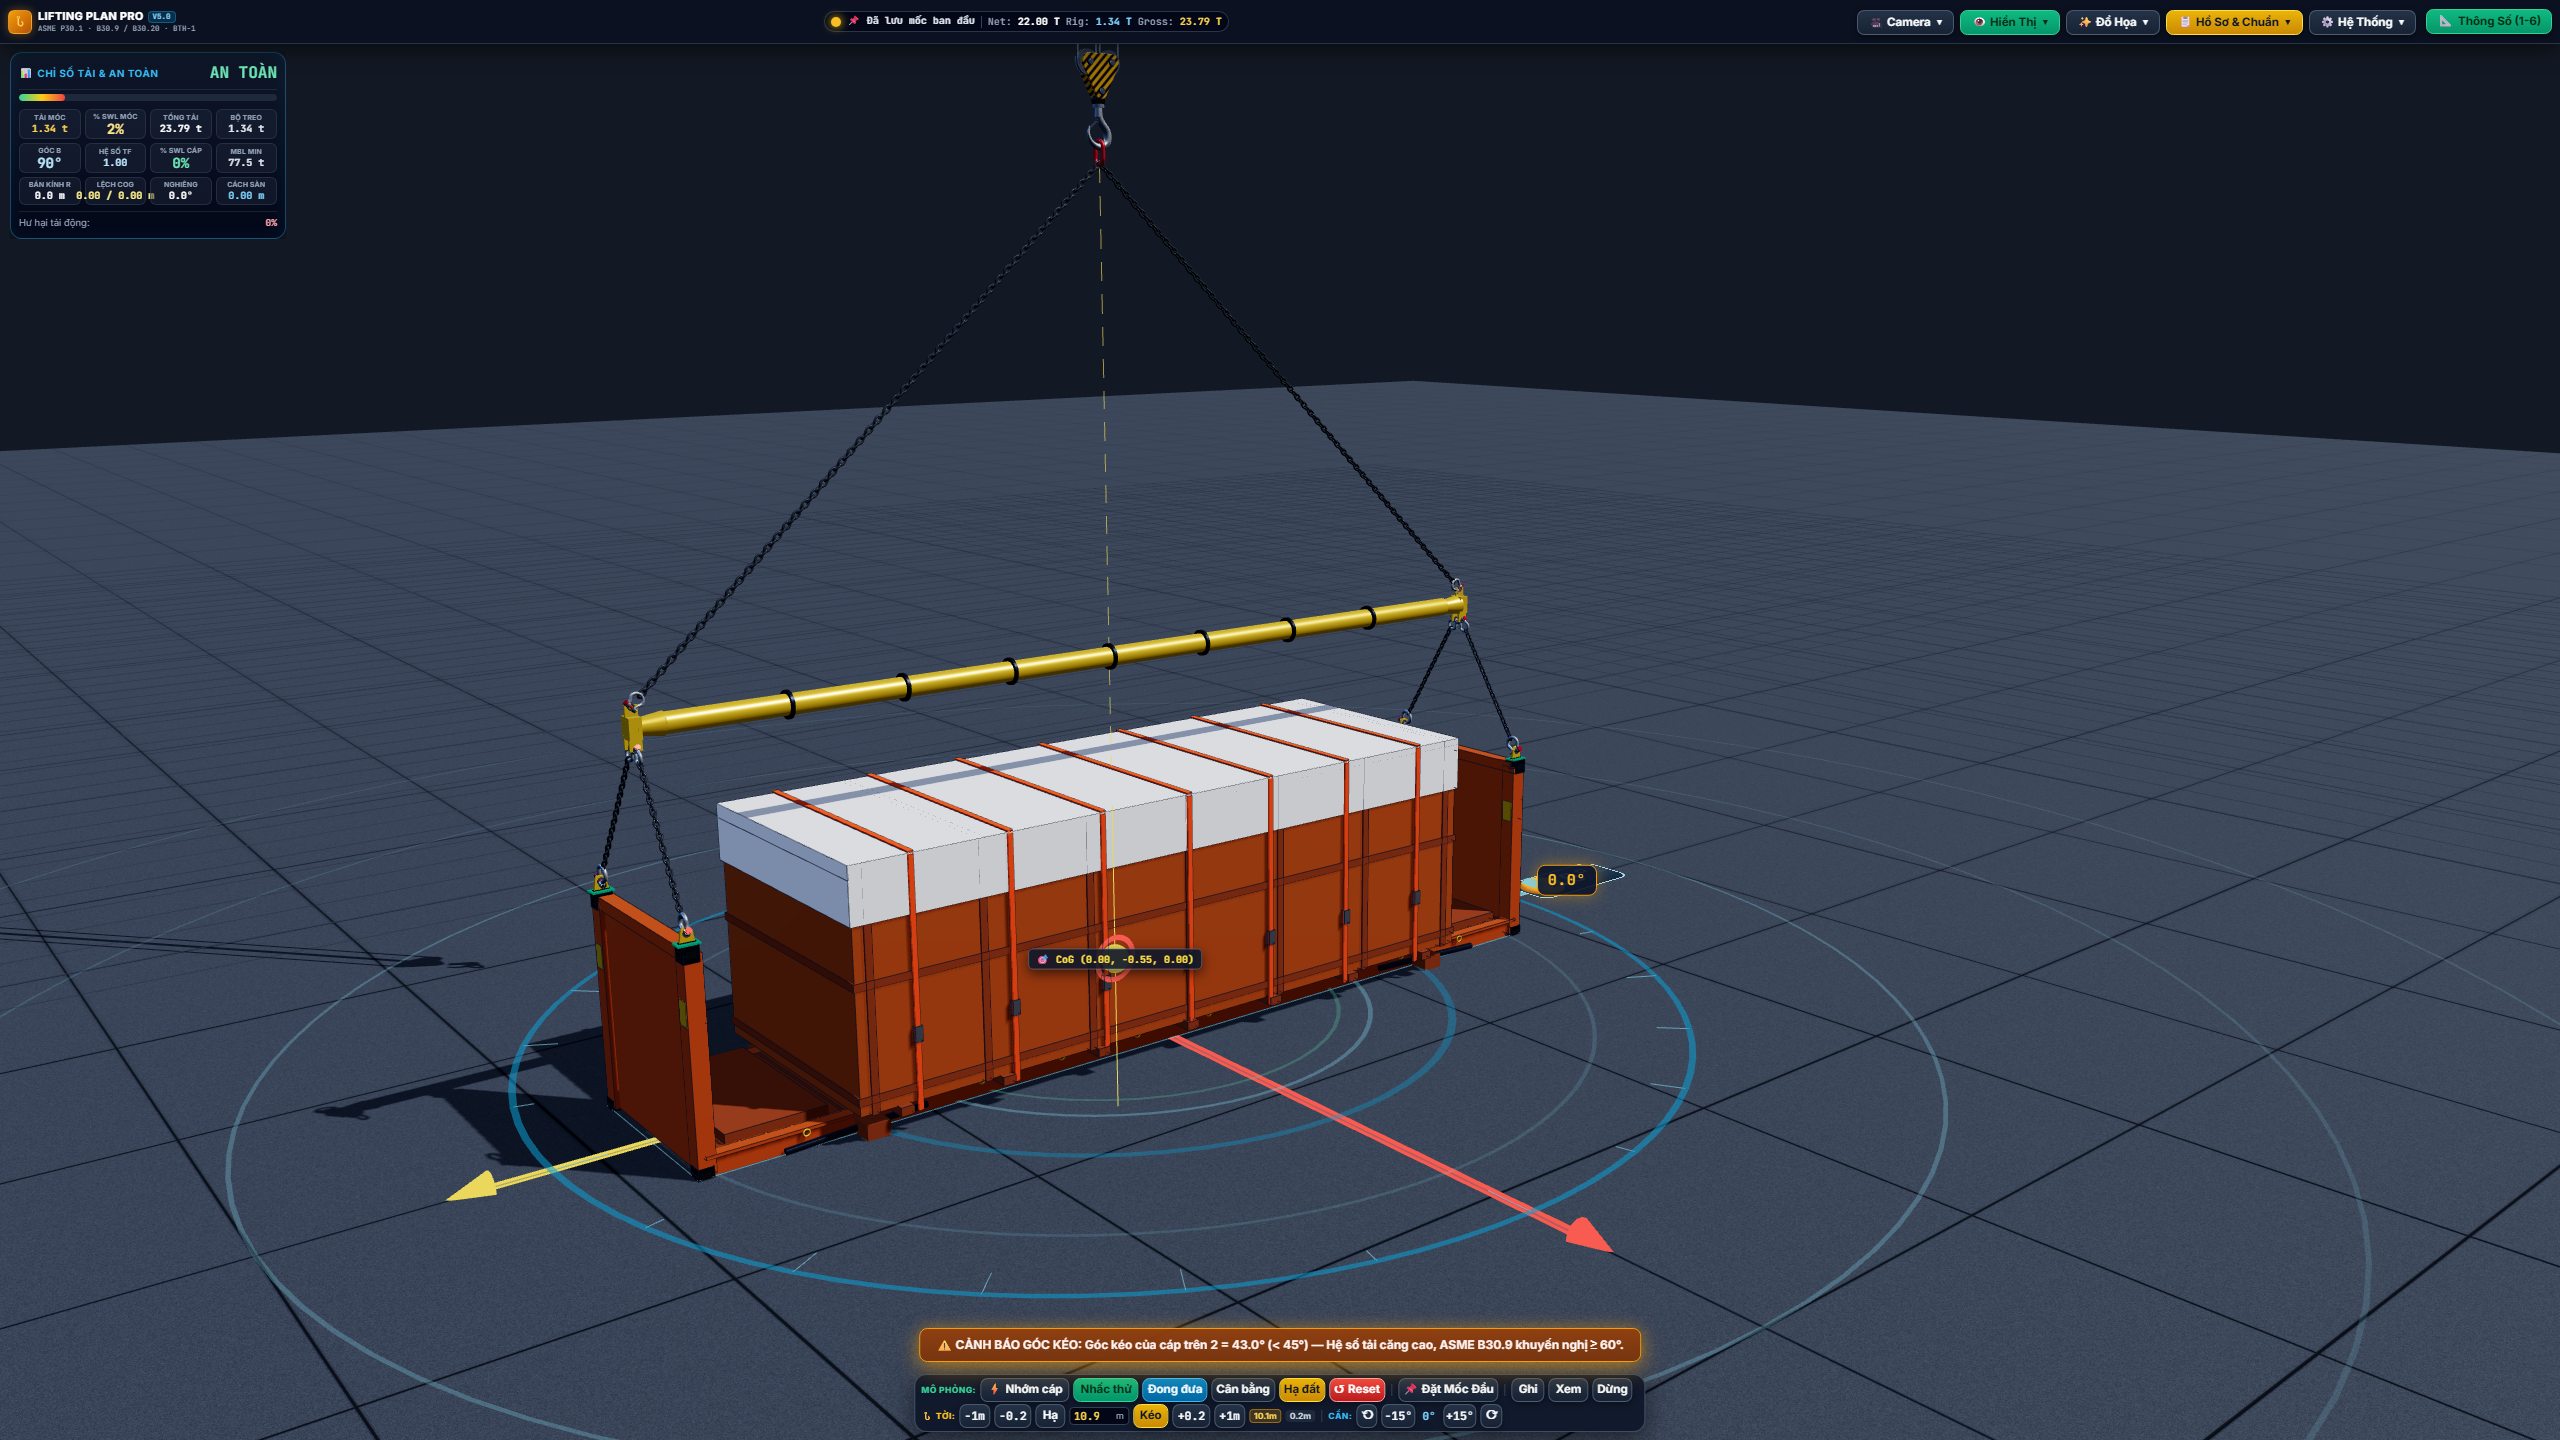 LIFTING PLAN PRO V5.0
ASME P30.1 · B30.9 / B30.20 · BTH-1
Đã lưu mốc ban đầu Net: 22.00 T Rig: 1.34 T Gross: 23.79 T
Camera ▾ Hiển Thị ▾ Đồ Họa ▾ Hồ Sơ & Chuẩn ▾ Hệ Thống ▾ Thông Số (1-6)
CHỈ SỐ TẢI & AN TOÀN AN TOÀN
TẢI MÓC % SWL MÓC TỔNG TẢI BỘ TREO
1.34 t 2% 23.79 t 1.34 t
GÓC B HỆ SỐ TF % SWL CÁP MBL MIN
90° 1.00 0% 77.5 t
BÁN KÍNH R LỆCH COG NGHIÊNG CÁCH SÀN
0.0 m 0.00 / 0.00 m 0.0° 0.00 m
Hư hại tải động: 0%
0.0°
CoG (0.00, -0.55, 0.00)
⚠ CẢNH BÁO GÓC KÉO: Góc kéo của cáp trên 2 = 43.0° (< 45°) — Hệ số tải căng cao, ASME B30.9 khuyến nghị ≥ 60°.
MÔ PHỎNG: Nhớm cáp Nhấc thử Đong đưa Cân bằng Hạ đất ↺ Reset Đặt Mốc Đầu Ghi Xem Dừng
TỜI: -1m -0.2 Hạ 10.9 m Kéo +0.2 +1m 10.1m 0.2m CẨN: -15° 0° +15°